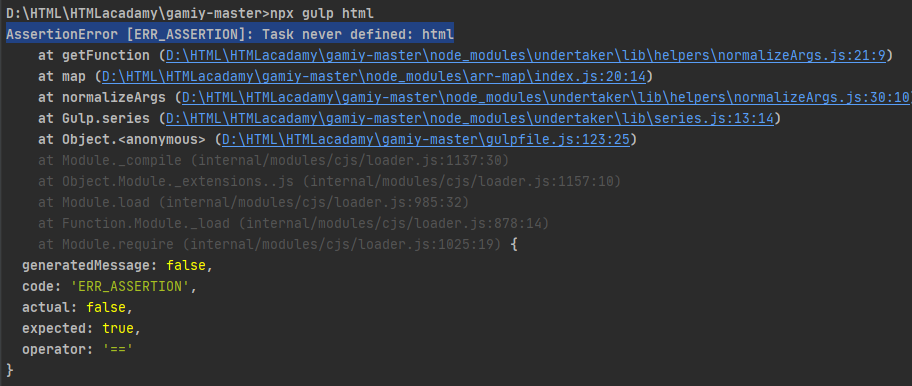 D:\HTML\HTMLacadamy\gamiy-master>npx gulp html
AssertionError [ERR_ASSERTION]: Task never defined: html
at getFunction (D:\HTML\HTMLacadamy\gamiy-master\node_modules\undertaker\lib\helpers\normalizeArgs.js:21:9)
at map (D:\HTML\HTMLacadamy\gamiy-master\node_modules\arr-map\index.js:20:14)
at normalizeArgs (D:\HTML\HTMLacadamy\gamiy-master\node_modules\undertaker\lib\helpers\normalizeArgs.js:30:10)
at Gulp.series (D:\HTML\HTMLacadamy\gamiy-master\node_modules\undertaker\lib\series.js:13:14)
at Object.<anonymous> (D:\HTML\HTMLacadamy\gamiy-master\gulpfile.js:123:25)
at Module._compile (internal/modules/cjs/loader.js:1137:30)
at Object.Module._extensions..js (internal/modules/cjs/loader.js:1157:10)
at Module.load (internal/modules/cjs/loader.js:985:32)
at Function.Module._load (internal/modules/cjs/loader.js:878:14)
at Module.require (internal/modules/cjs/loader.js:1025:19) {
generatedMessage: false,
code: 'ERR_ASSERTION',
actual: false,
expected: true,
operator: '=='
}